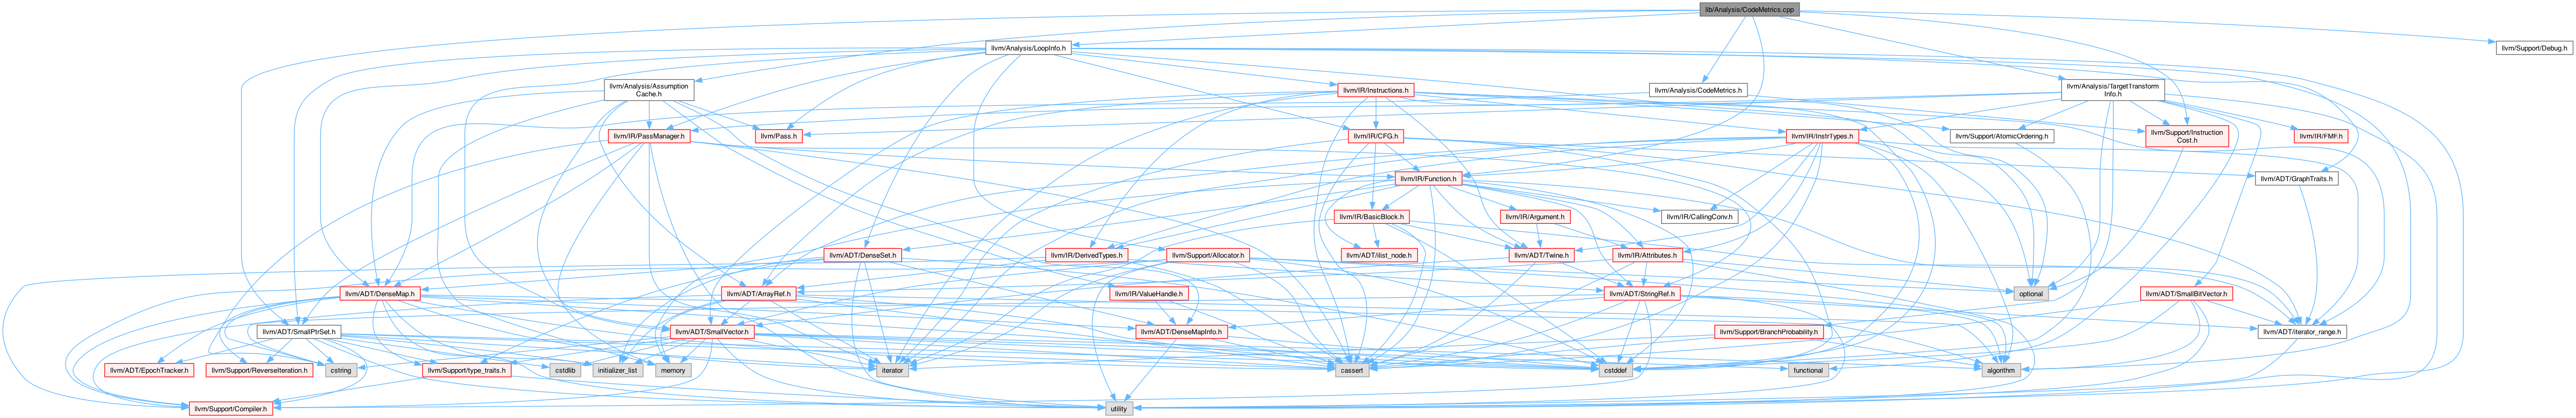 lib/Analysis/CodeMetrics.cpp
llvm/Analysis/LoopInfo.h
llvm/Support/Debug.h
llvm/Analysis/Assumption
Cache.h
llvm/IR/Instructions.h
llvm/Analysis/CodeMetrics.h
llvm/Analysis/TargetTransform
Info.h
llvm/IR/PassManager.h
llvm/Pass.h
llvm/IR/CFG.h
llvm/IR/InstrTypes.h
llvm/Support/AtomicOrdering.h
llvm/Support/Instruction
Cost.h
llvm/IR/FMF.h
llvm/IR/Function.h
llvm/ADT/GraphTraits.h
llvm/IR/BasicBlock.h
llvm/IR/Argument.h
llvm/IR/CallingConv.h
llvm/ADT/DenseSet.h
llvm/IR/DerivedTypes.h
llvm/Support/Allocator.h
llvm/ADT/ilist_node.h
llvm/ADT/Twine.h
llvm/IR/Attributes.h
llvm/ADT/DenseMap.h
llvm/ADT/ArrayRef.h
llvm/IR/ValueHandle.h
llvm/ADT/StringRef.h
optional
llvm/ADT/SmallBitVector.h
llvm/ADT/SmallPtrSet.h
llvm/ADT/SmallVector.h
llvm/ADT/DenseMapInfo.h
llvm/Support/BranchProbability.h
llvm/ADT/iterator_range.h
llvm/ADT/EpochTracker.h
llvm/Support/ReverseIteration.h
cstring
llvm/Support/type_traits.h
cstdlib
initializer_list
memory
iterator
cassert
cstddef
functional
algorithm
llvm/Support/Compiler.h
utility